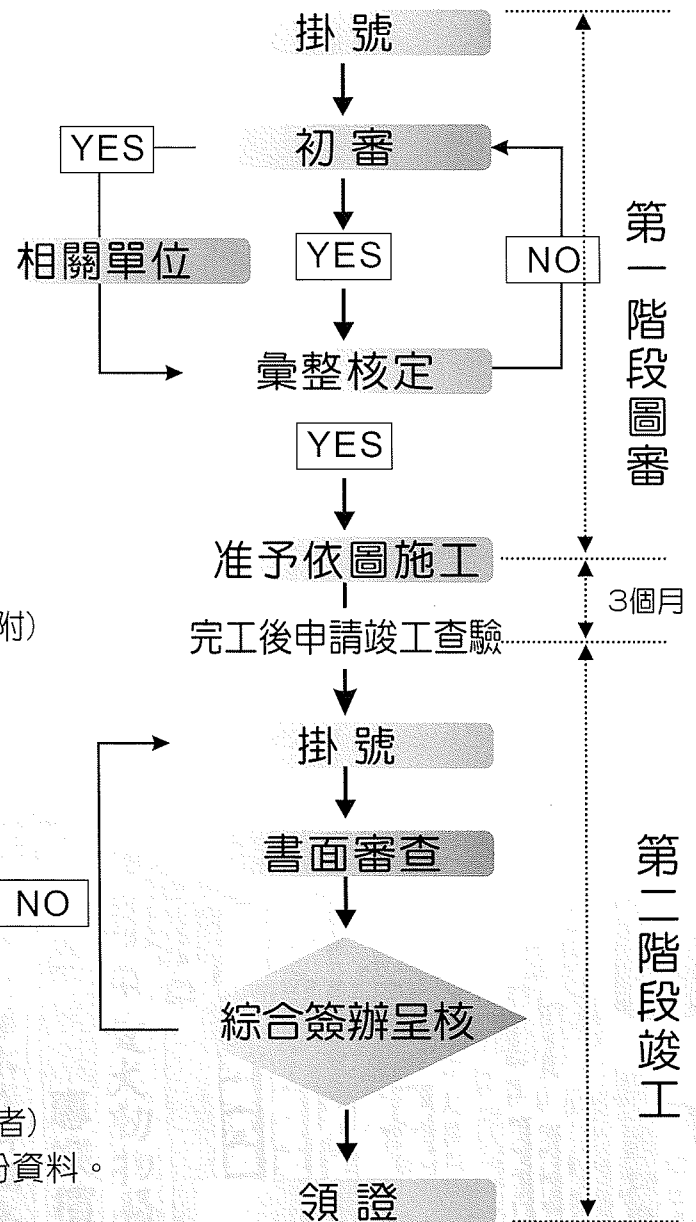 掛號
YES
初審
相關單位
YES
NO
彙整核定
YES
第一階段圖審
准予依圖施工
3個月
附)
完工後申請竣工查驗
掛號
書面審查
NO
綜合簽辦呈核
第二階段竣工
者)
份資料。
領證